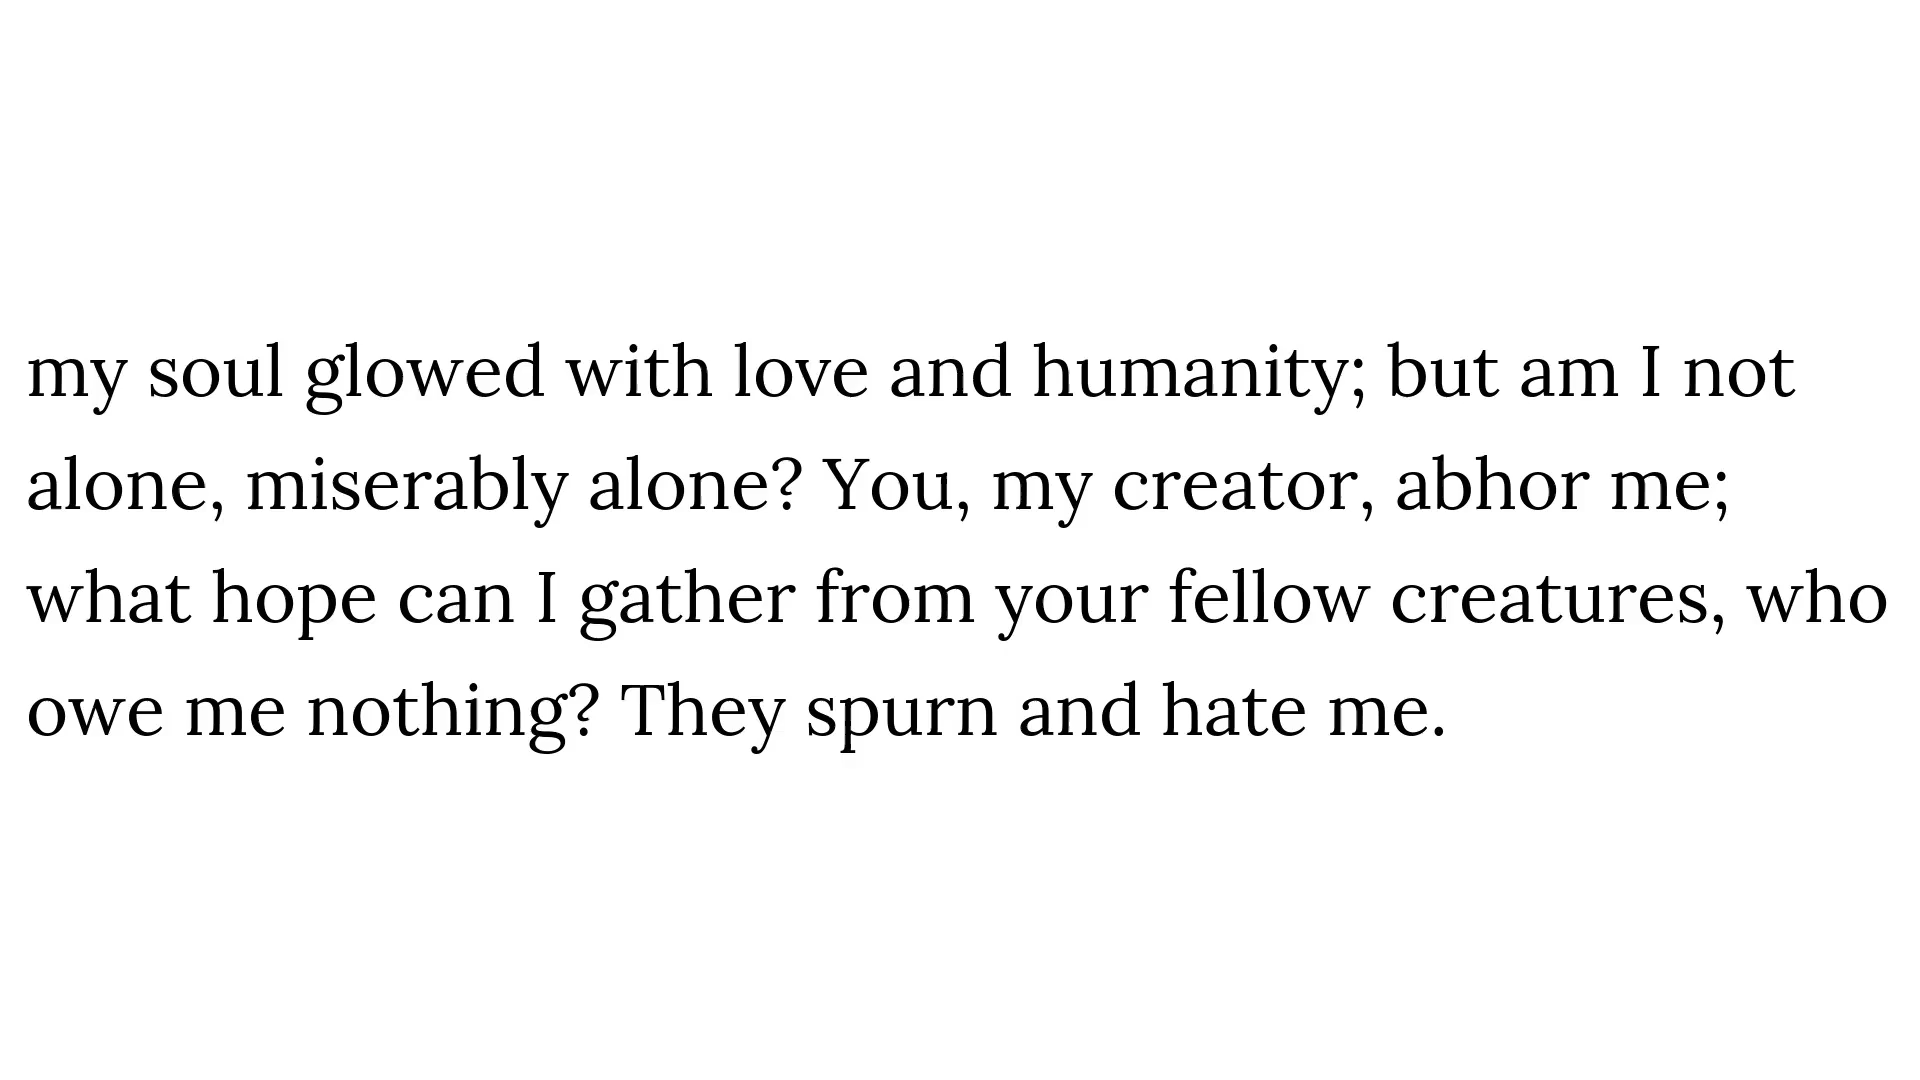 my soul glowed with love and humanity; but am I not
alone, miserably alone? You, my creator, abhor me;
what hope can I gather from your fellow creatures, who
owe me nothing? They spurn and hate me.